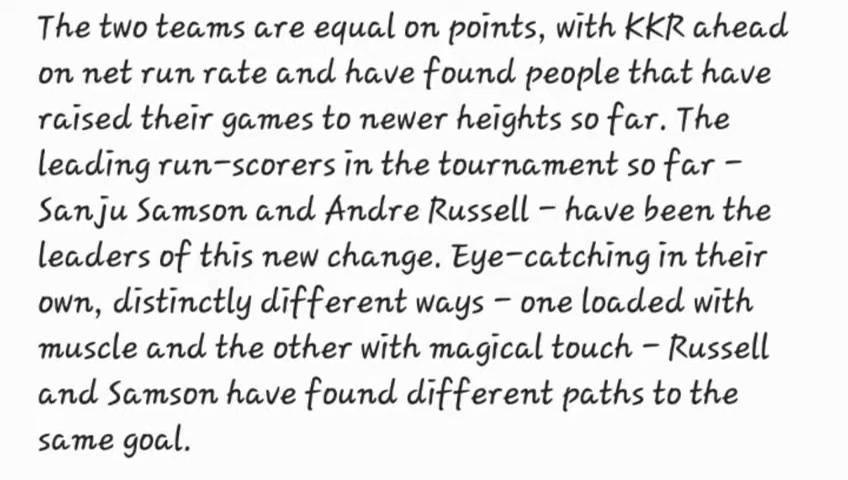 The two teams are equal on points, with KKR ahead
on net run rate and have found people that have
raised their games to newer heights so far. The
leading run-scorers in the tournament so far –
Sanju Samson and Andre Russell – have been the
leaders of this new change. Eye-catching in their
own, distinctly different ways – one loaded with
muscle and the other with magical touch – Russell
and Samson have found different paths to the
same goal.